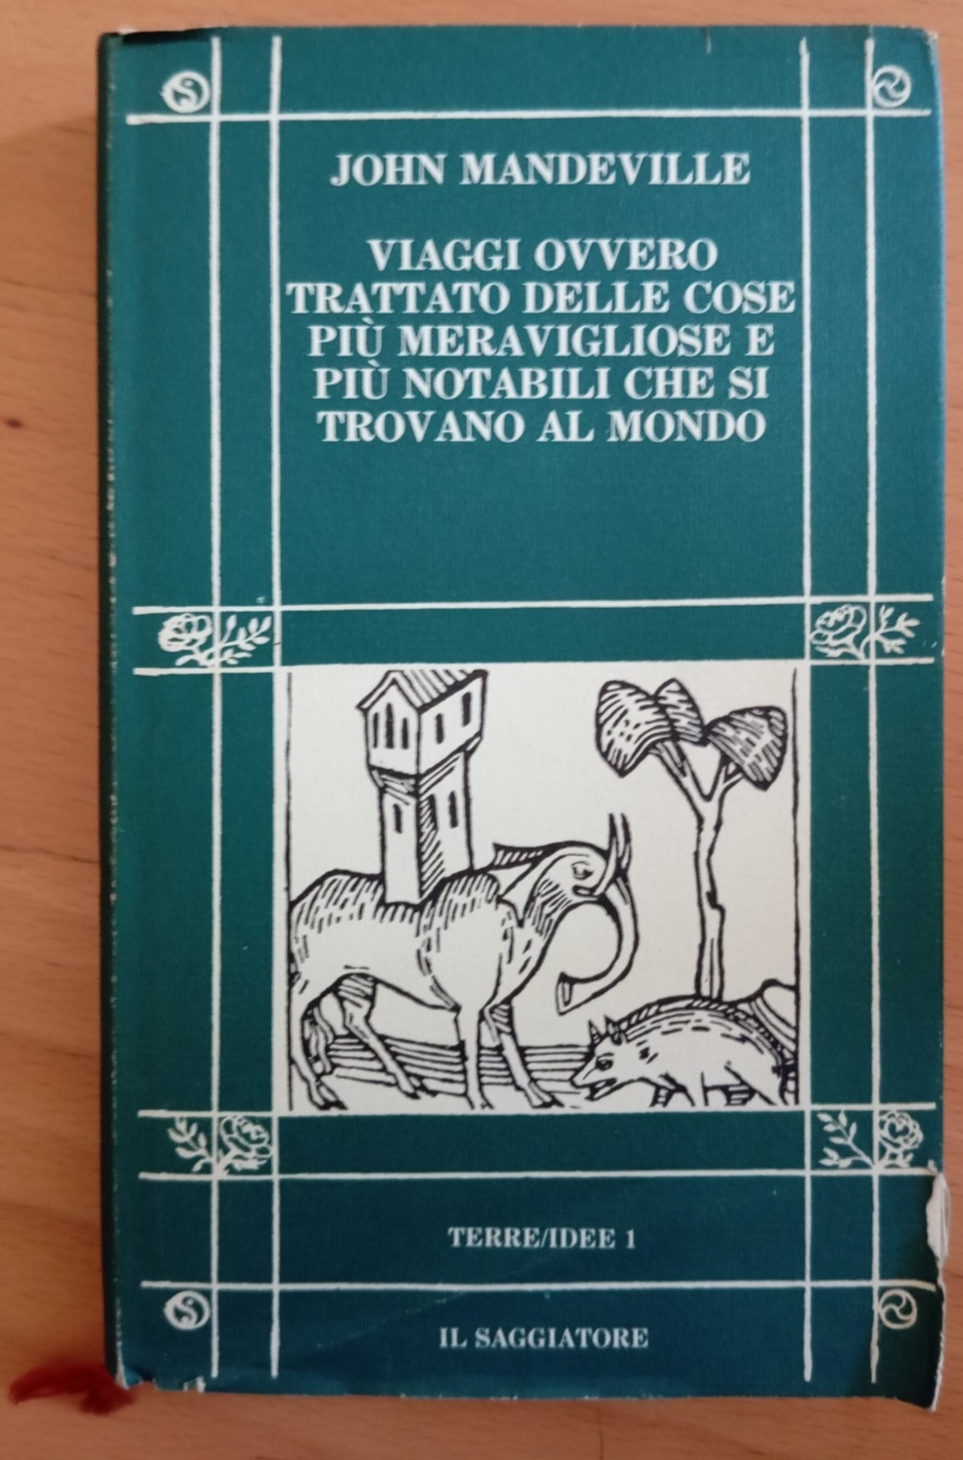 JOHN MANDEVILLE
VIAGGI OVVERO
TRATTATO DELLE COSE
PIÙ MERAVIGLIOSE E
PIÙ NOTABILI CHE SI
TROVANO AL MONDO
TERRE/IDEE 1
IL SAGGIATORE